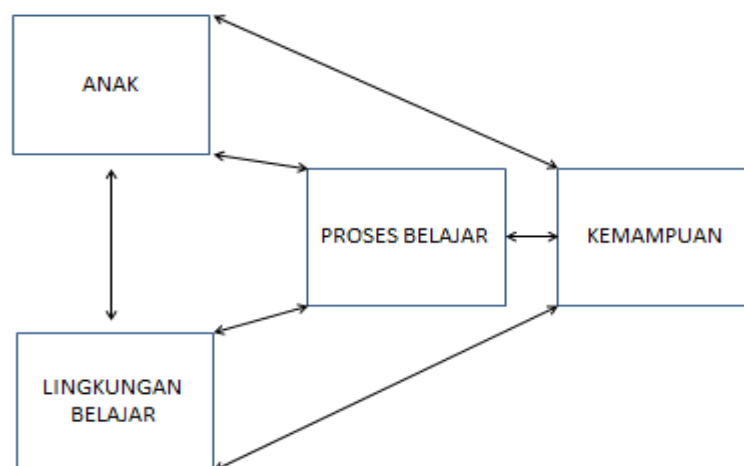 ANAK
PROSES BELAJAR
KEMAMPUAN
LINGKUNGAN
BELAJAR